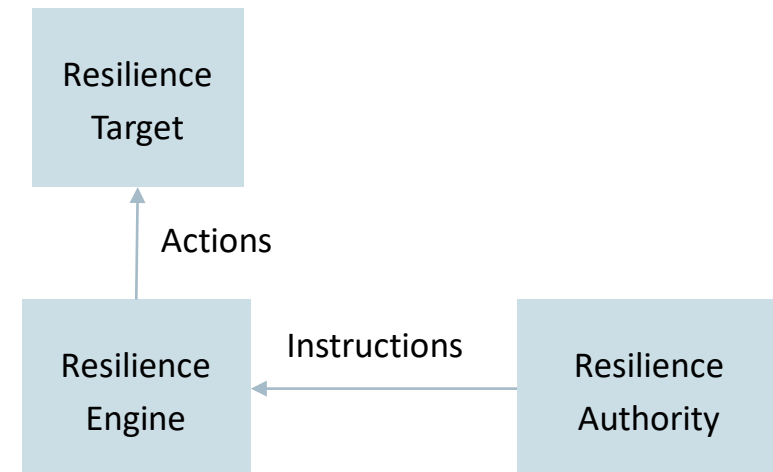 Resilience
Target
Actions
Resilience
Engine
Instructions
Resilience
Authority